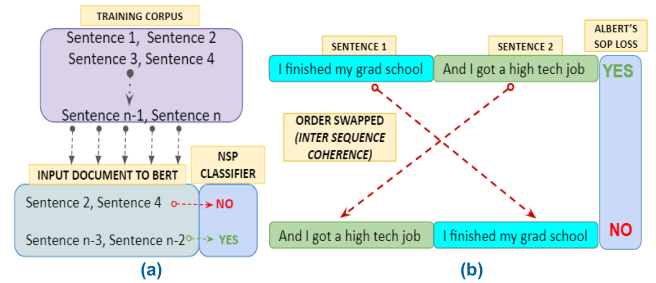 TRAINING CORPUS
Sentence 1, Sentence 2
Sentence 3, Sentence 4
Sentence n-1, Sentence n
INPUT DOCUMENT TO BERT
NSP
CLASSIFIER
Sentence 2, Sentence 4
NO
Sentence n-3, Sentence n-2
YES
(a)
SENTENCE 1
SENTENCE 2
ALBERT's
SOP LOSS
I finished my grad school
And I got a high tech job
YES
ORDER SWAPPED
(INTER SEQUENCE
COHERENCE)
And I got a high tech job
I finished my grad school
NO
(b)